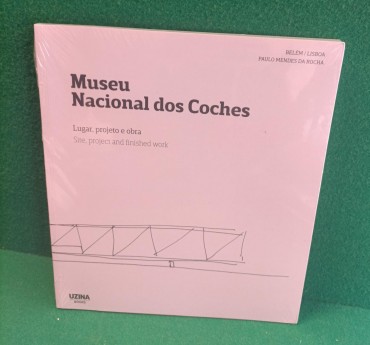 BELÉM / LISBOA
PAULO MENDES DA ROCHA
Museu
Nacional dos Coches
Lugar, projeto e obra
Site, project and finished work
UZINA